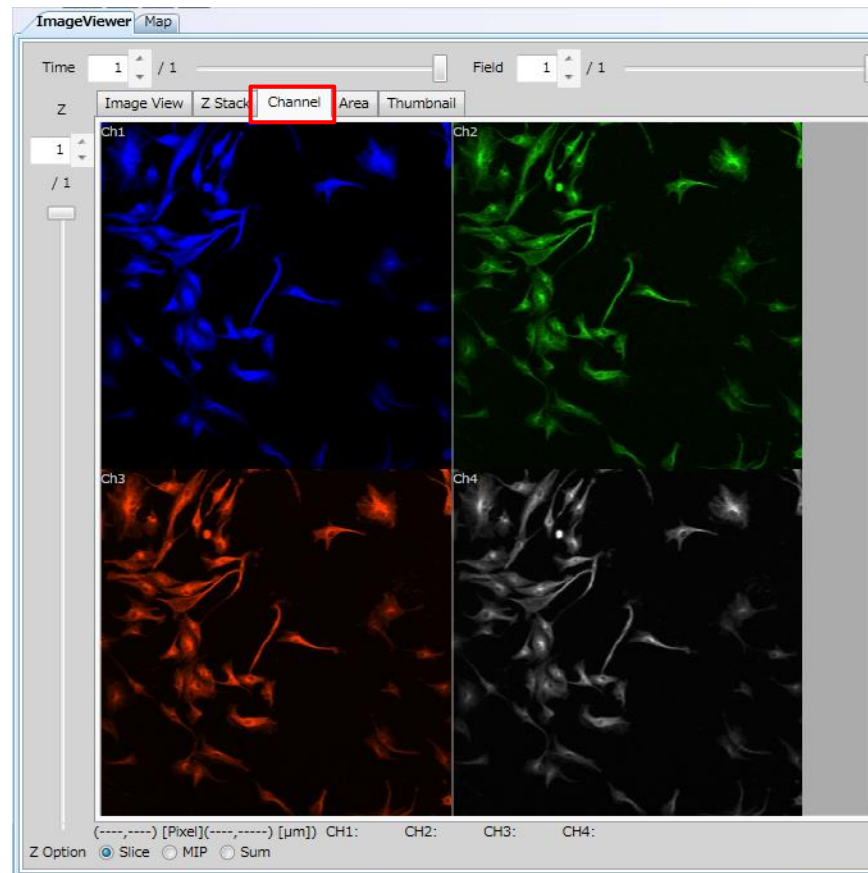 ImageViewer Map
Time 1 / 1 Field 1 / 1
Z Image View Z Stack Channel Area Thumbnail
1
/ 1
Ch1 Ch2
Ch3 Ch4
(----,----) [Pixel](----,-----) [µm]) CH1: CH2: CH3: CH4:
Z Option Slice MIP Sum